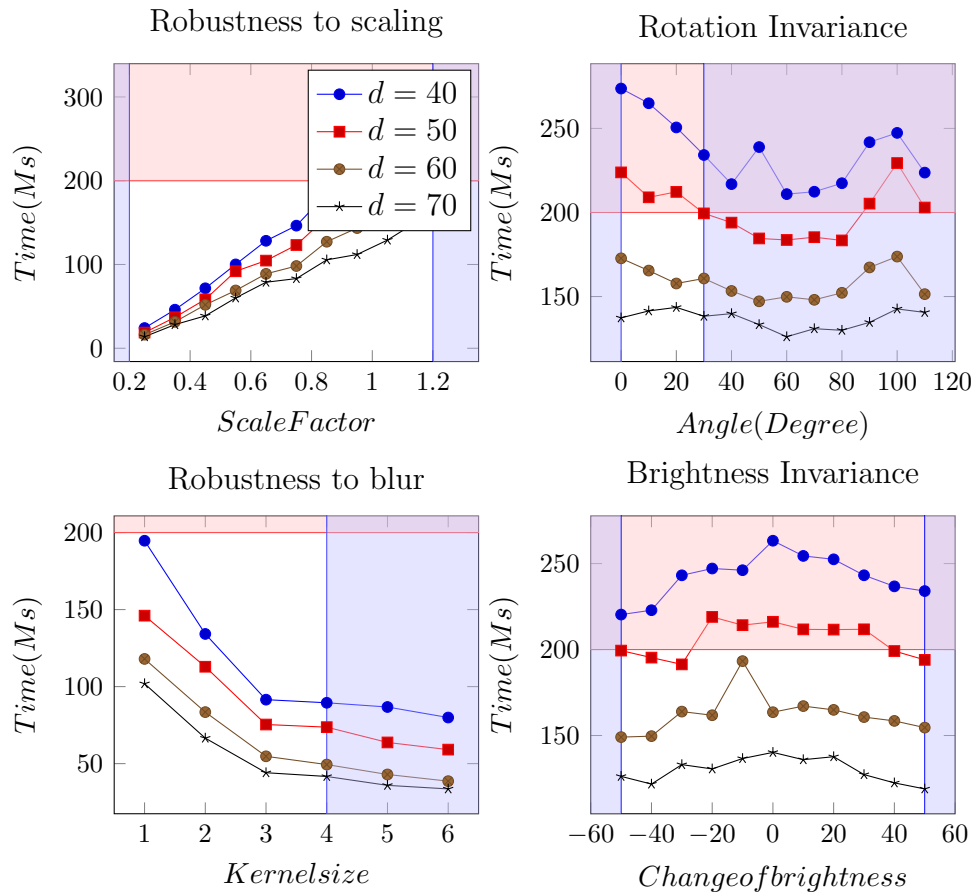 Robustness to scaling
300
200
100
0
0.2 0.4 0.6 0.8 1 1.2
Time(Ms)
ScaleFactor
d = 40
d = 50
d = 60
d = 70
Rotation Invariance
250
200
150
0 20 40 60 80 100 120
Time(Ms)
Angle(Degree)
Robustness to blur
200
150
100
50
1 2 3 4 5 6
Time(Ms)
Kernelsize
Brightness Invariance
250
200
150
−60 −40 −20 0 20 40 60
Time(Ms)
Changeofbrightness